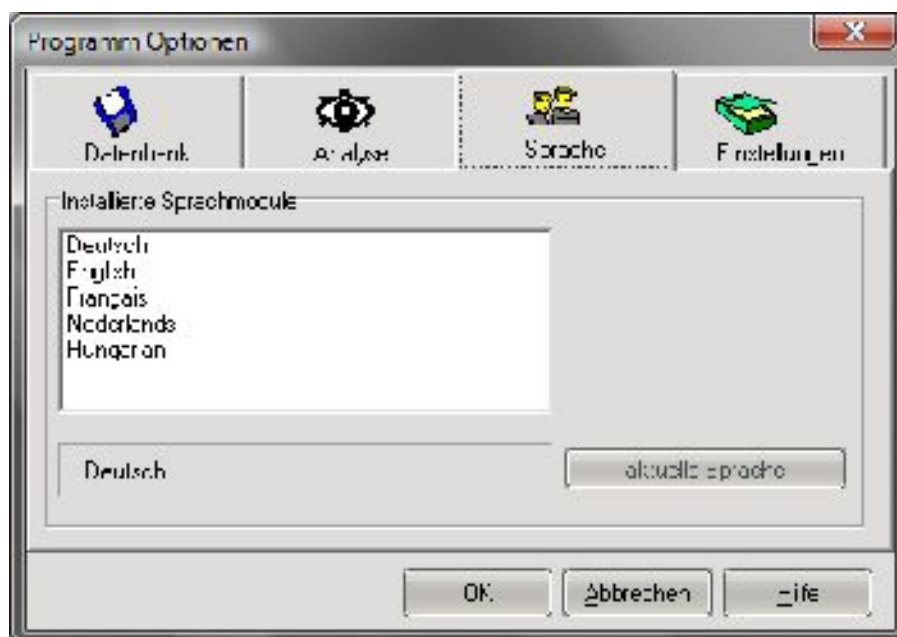 Programm Optionen
Datenbank
Analyse
Sprache
Einstellungen
Installierte Sprachmodule
Deutsch
English
Français
Nederlands
Hungarian
Deutsch
aktuelle Sprache
OK
Abbrechen
Hilfe